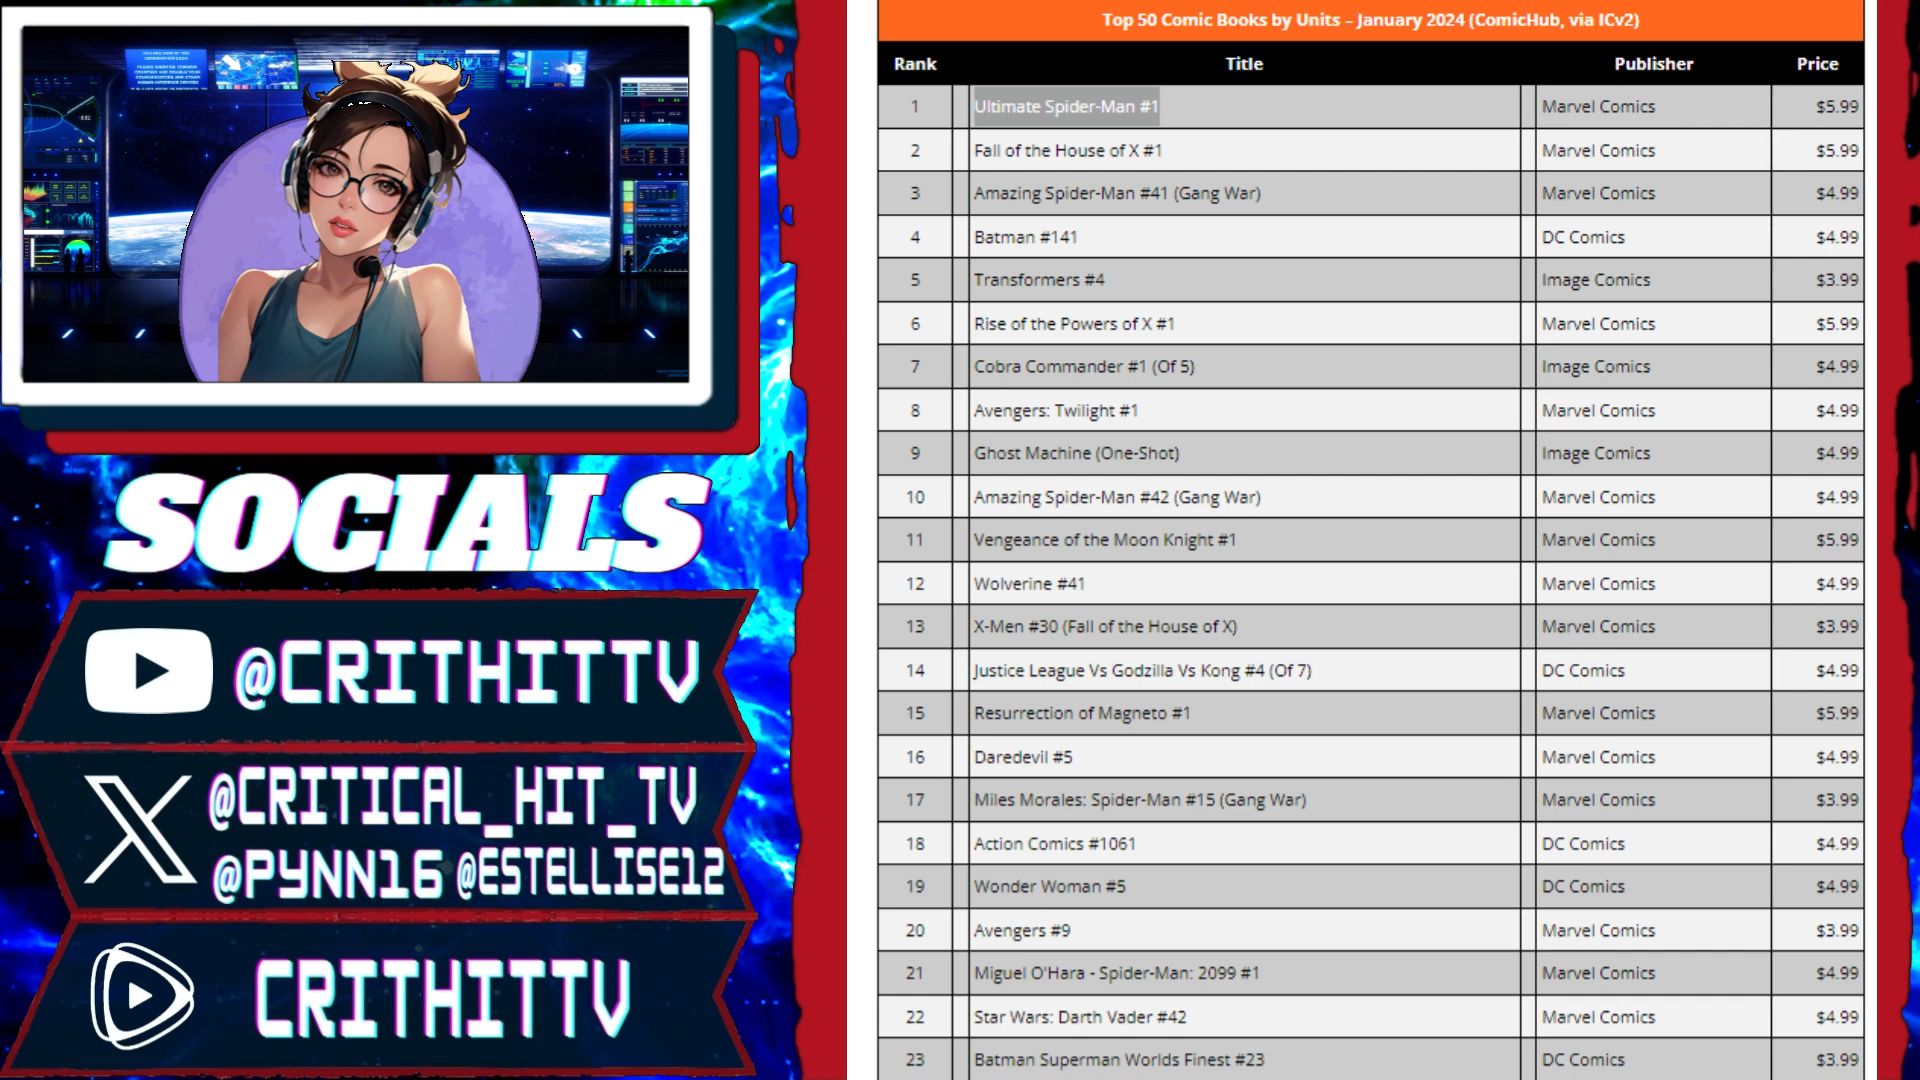 SOCIALS
@CRITHITTV
@CRITICAL_HIT_TV
@PYNN16 @ESTELLISE12
CRITHITTV
Top 50 Comic Books by Units – January 2024 (ComicHub, via ICv2)
Rank Title Publisher Price
1 Ultimate Spider-Man #1 Marvel Comics $5.99
2 Fall of the House of X #1 Marvel Comics $5.99
3 Amazing Spider-Man #41 (Gang War) Marvel Comics $4.99
4 Batman #141 DC Comics $4.99
5 Transformers #4 Image Comics $3.99
6 Rise of the Powers of X #1 Marvel Comics $5.99
7 Cobra Commander #1 (Of 5) Image Comics $4.99
8 Avengers: Twilight #1 Marvel Comics $4.99
9 Ghost Machine (One-Shot) Image Comics $4.99
10 Amazing Spider-Man #42 (Gang War) Marvel Comics $4.99
11 Vengeance of the Moon Knight #1 Marvel Comics $5.99
12 Wolverine #41 Marvel Comics $4.99
13 X-Men #30 (Fall of the House of X) Marvel Comics $3.99
14 Justice League Vs Godzilla Vs Kong #4 (Of 7) DC Comics $4.99
15 Resurrection of Magneto #1 Marvel Comics $5.99
16 Daredevil #5 Marvel Comics $4.99
17 Miles Morales: Spider-Man #15 (Gang War) Marvel Comics $3.99
18 Action Comics #1061 DC Comics $4.99
19 Wonder Woman #5 DC Comics $4.99
20 Avengers #9 Marvel Comics $3.99
21 Miguel O'Hara - Spider-Man: 2099 #1 Marvel Comics $4.99
22 Star Wars: Darth Vader #42 Marvel Comics $4.99
23 Batman Superman Worlds Finest #23 DC Comics $3.99